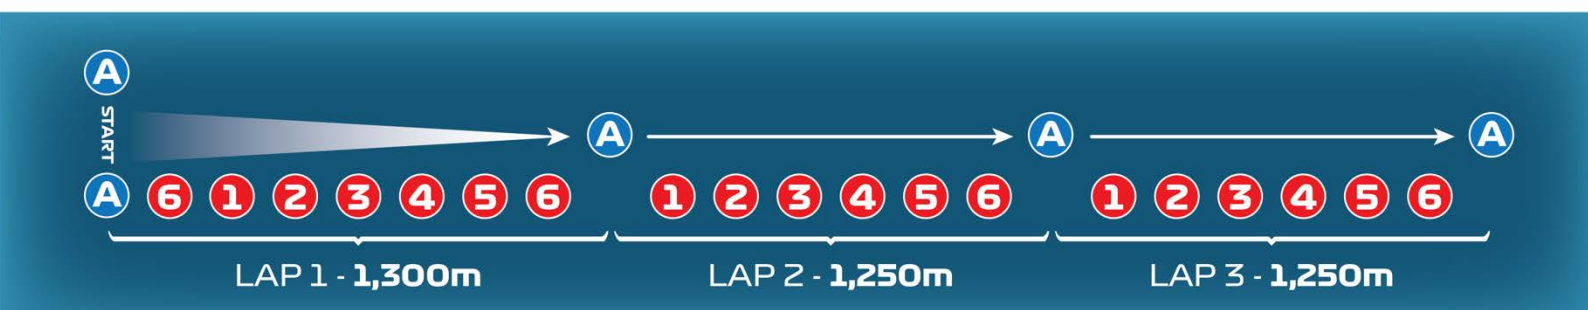 A
START
A A A
A 6 1 2 3 4 5 6 1 2 3 4 5 6 1 2 3 4 5 6
LAP 1 - 1,300m LAP 2 - 1,250m LAP 3 - 1,250m